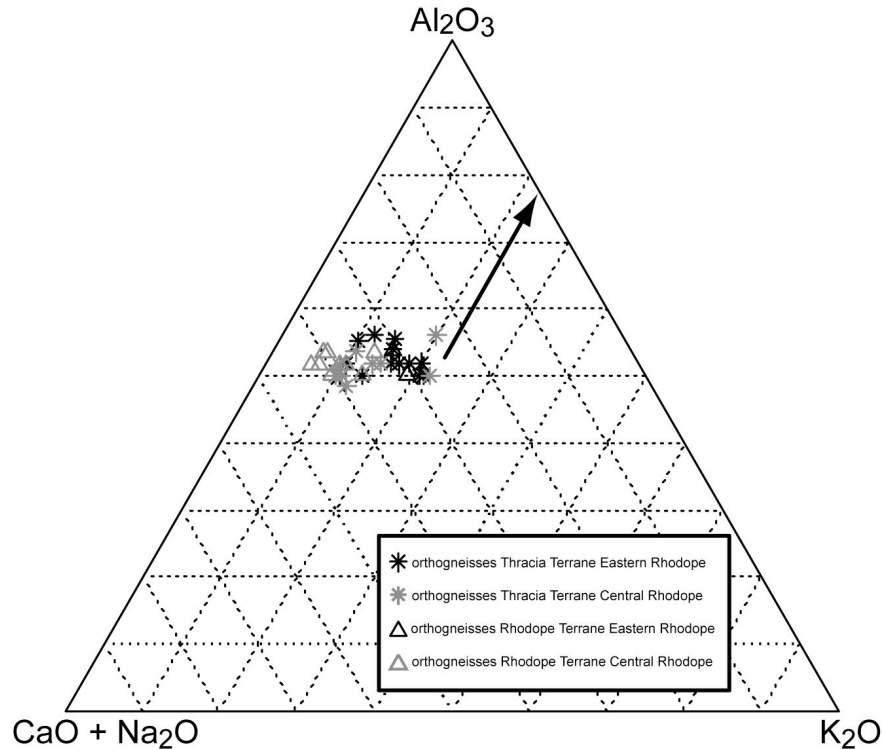 Al₂O₃
orthogneisses Thracia Terrane Eastern Rhodope
orthogneisses Thracia Terrane Central Rhodope
orthogneisses Rhodope Terrane Eastern Rhodope
orthogneisses Rhodope Terrane Central Rhodope
CaO + Na₂O
K₂O